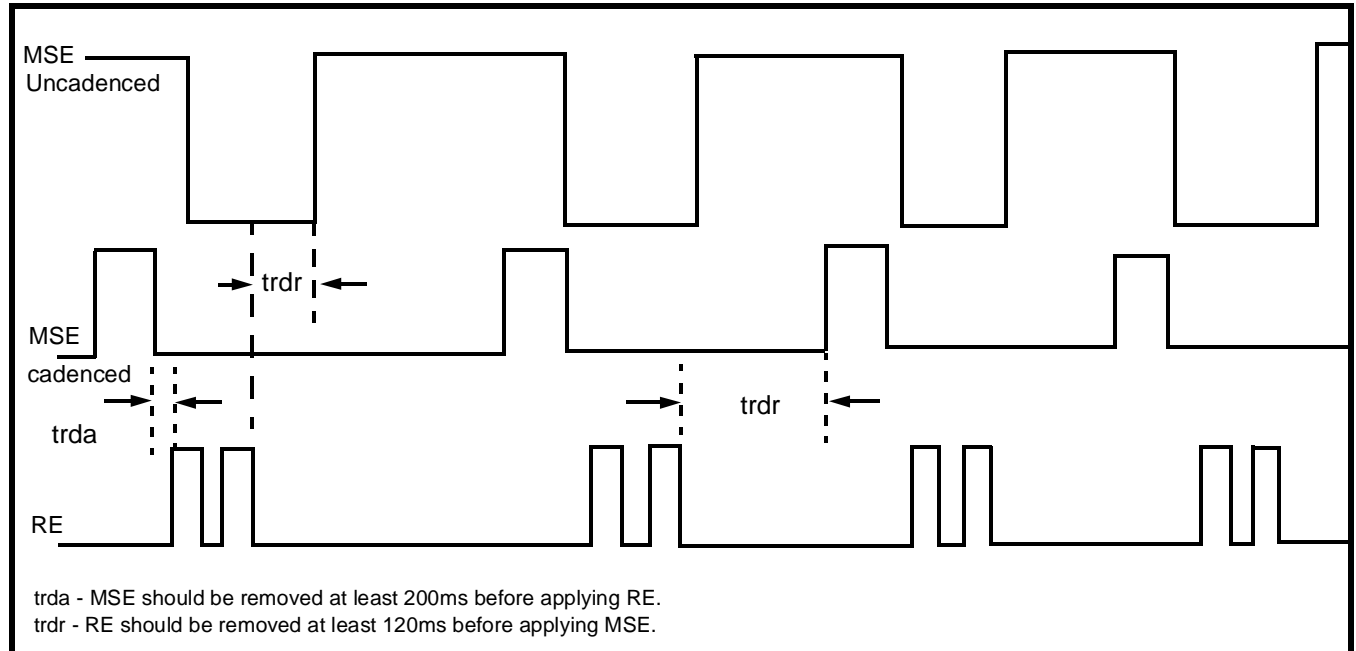 MSE
Uncadenced
trdr
MSE
cadenced
trda
trdr
RE
trda - MSE should be removed at least 200ms before applying RE.
trdr - RE should be removed at least 120ms before applying MSE.